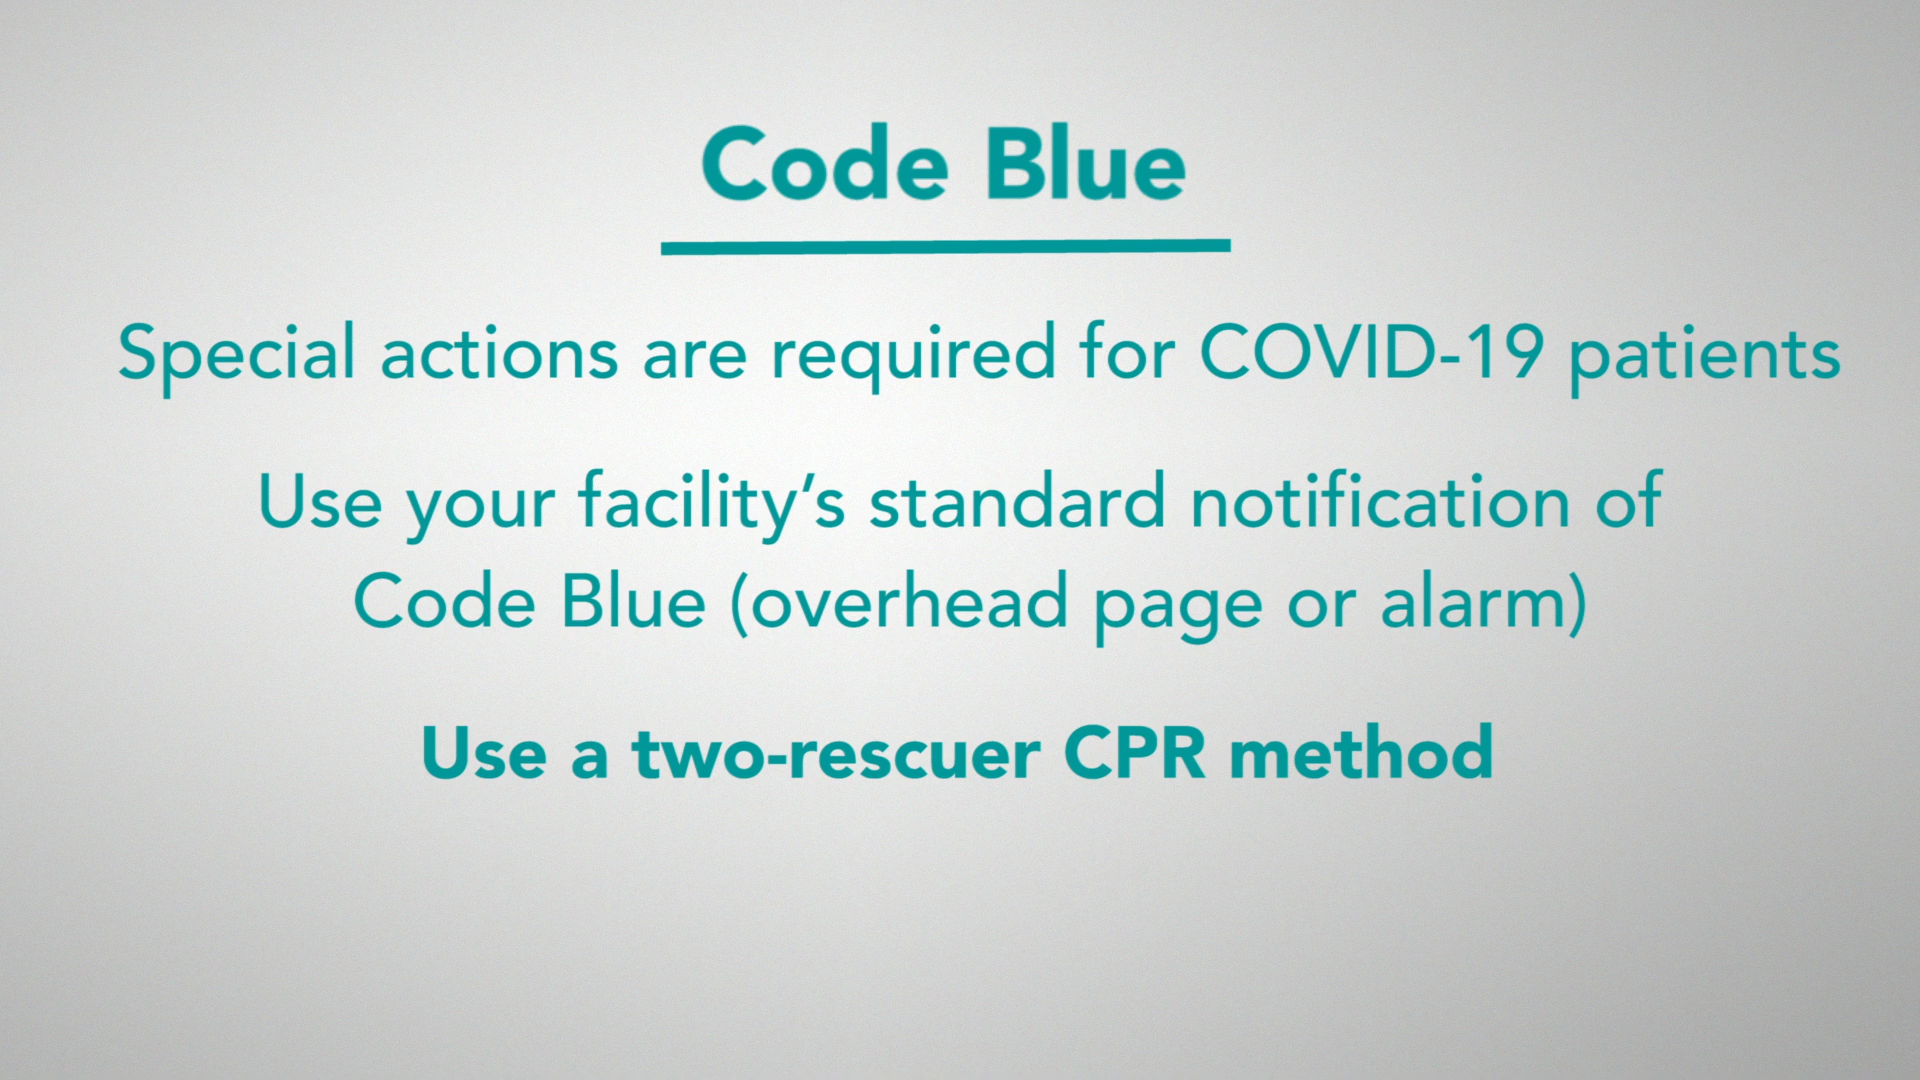 Code Blue
Special actions are required for COVID-19 patients
Use your facility’s standard notification of
Code Blue (overhead page or alarm)
Use a two-rescuer CPR method